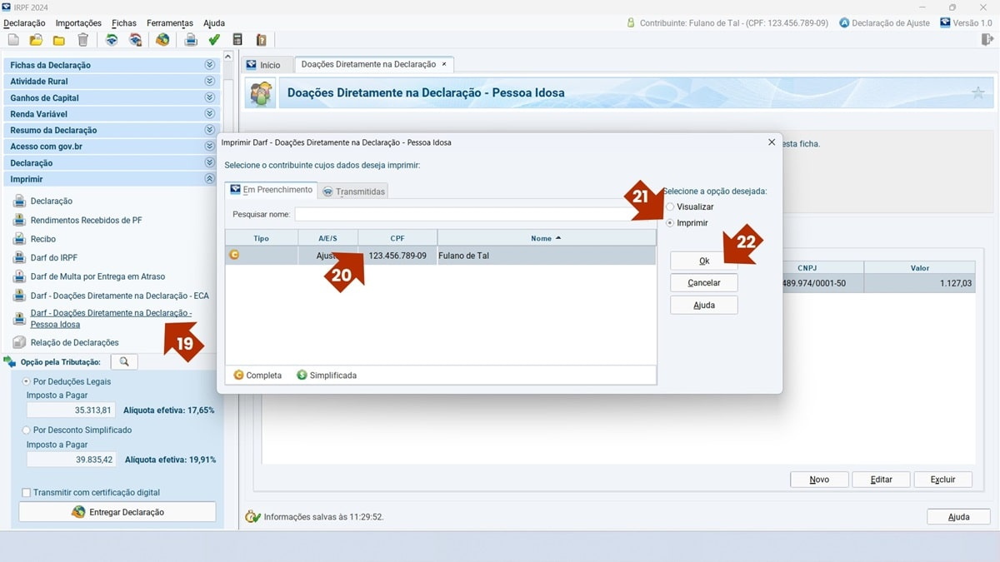 IRPF 2024
Declaração Importações Fichas Ferramentas Ajuda
Contribuinte: Fulano de Tal - (CPF: 123.456.789-09) Declaração de Ajuste Versão 1.0
Fichas da Declaração
Atividade Rural
Ganhos de Capital
Renda Variável
Resumo da Declaração
Acesso com gov.br
Declaração
Imprimir
Declaração
Rendimentos Recebidos de PF
Recibo
Darf do IRPF
Darf de Multa por Entrega em Atraso
Darf - Doações Diretamente na Declaração - ECA
Darf - Doações Diretamente na Declaração -
Pessoa Idosa
19
Relação de Declarações
Opção pela Tributação:
Por Deduções Legais
Imposto a Pagar
35.313,81 Alíquota efetiva: 17,65%
Por Desconto Simplificado
Imposto a Pagar
39.835,42 Alíquota efetiva: 19,91%
Transmitir com certificação digital
Entregar Declaração
Início Doações Diretamente na Declaração ×
Doações Diretamente na Declaração - Pessoa Idosa
esta ficha.
Imprimir Darf - Doações Diretamente na Declaração - Pessoa Idosa
Selecione o contribuinte cujos dados deseja imprimir:
Em Preenchimento Transmitidas
Pesquisar nome:
Tipo A/E/S CPF Nome
C Ajuste 123.456.789-09 Fulano de Tal
20
C Completa S Simplificada
21
Selecione a opção desejada:
Visualizar
Imprimir
22
Ok
Cancelar
Ajuda
CNPJ Valor
489.974/0001-50 1.127,03
Novo Editar Excluir
Informações salvas às 11:29:52.
Ajuda